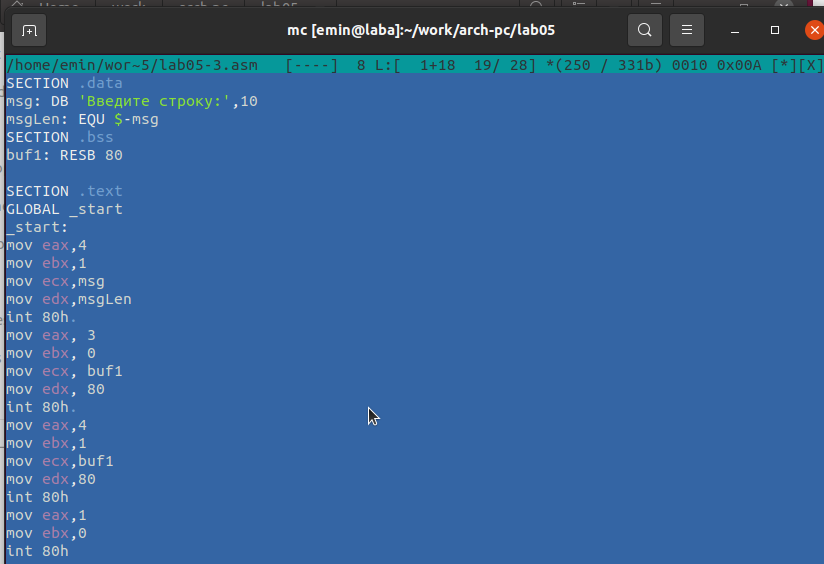 mc [emin@laba]:~/work/arch-pc/lab05
/home/emin/wor~5/lab05-3.asm   [----]  8 L:[  1+18  19/ 28] *(250 / 331b) 0010 0x00A [*][X]
SECTION .data
msg: DB 'Введите строку:',10
msgLen: EQU $-msg
SECTION .bss
buf1: RESB 80
SECTION .text
GLOBAL _start
_start:
mov eax,4
mov ebx,1
mov ecx,msg
mov edx,msgLen
int 80h.
mov eax, 3
mov ebx, 0
mov ecx, buf1
mov edx, 80
int 80h.
mov eax,4
mov ebx,1
mov ecx,buf1
mov edx,80
int 80h
mov eax,1
mov ebx,0
int 80h